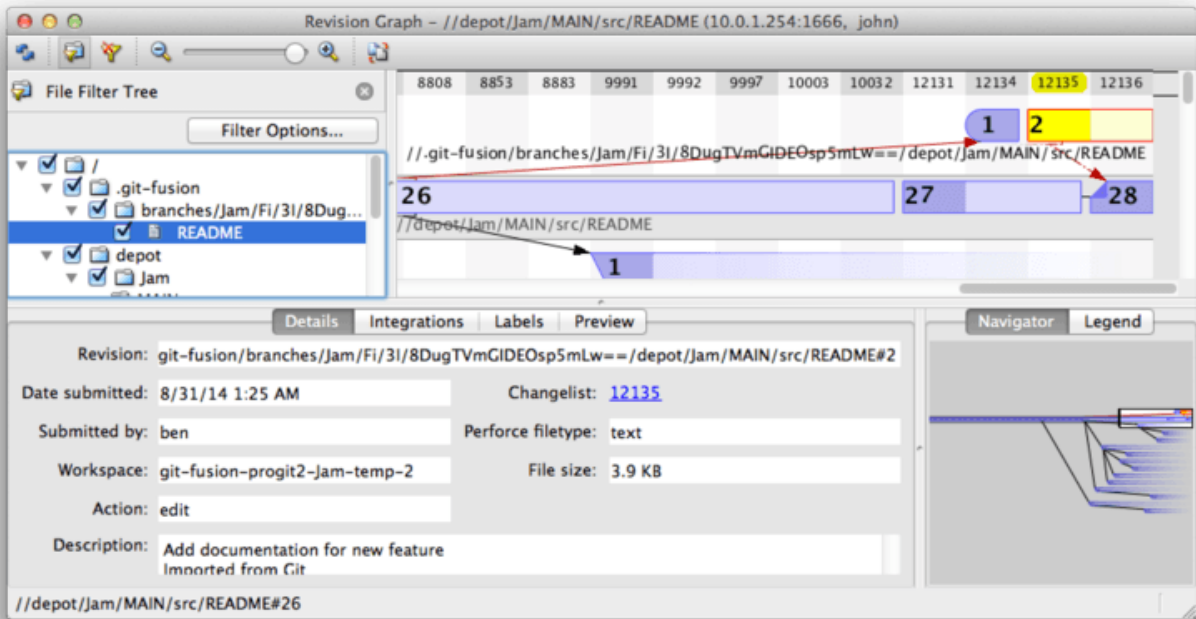 Revision Graph - //depot/Jam/MAIN/src/README (10.0.1.254:1666, john)
File Filter Tree
Filter Options...
/
.git-fusion
branches/Jam/Fi/3I/8Dug...
README
depot
Jam
8808 8853 8883 9991 9992 9997 10003 10032 12131 12134 12135 12136
1 2
//.git-fusion/branches/Jam/Fi/3I/8DugTVmGIDEOsp5mLw==/depot/Jam/MAIN/src/README
26 27 28
//depot/Jam/MAIN/src/README
1
Details Integrations Labels Preview
Revision: git-fusion/branches/Jam/Fi/3I/8DugTVmGIDEOsp5mLw==/depot/Jam/MAIN/src/README#2
Date submitted: 8/31/14 1:25 AM Changelist: 12135
Submitted by: ben Perforce filetype: text
Workspace: git-fusion-progit2-Jam-temp-2 File size: 3.9 KB
Action: edit
Description: Add documentation for new feature
Imported from Git
Navigator Legend
//depot/Jam/MAIN/src/README#26